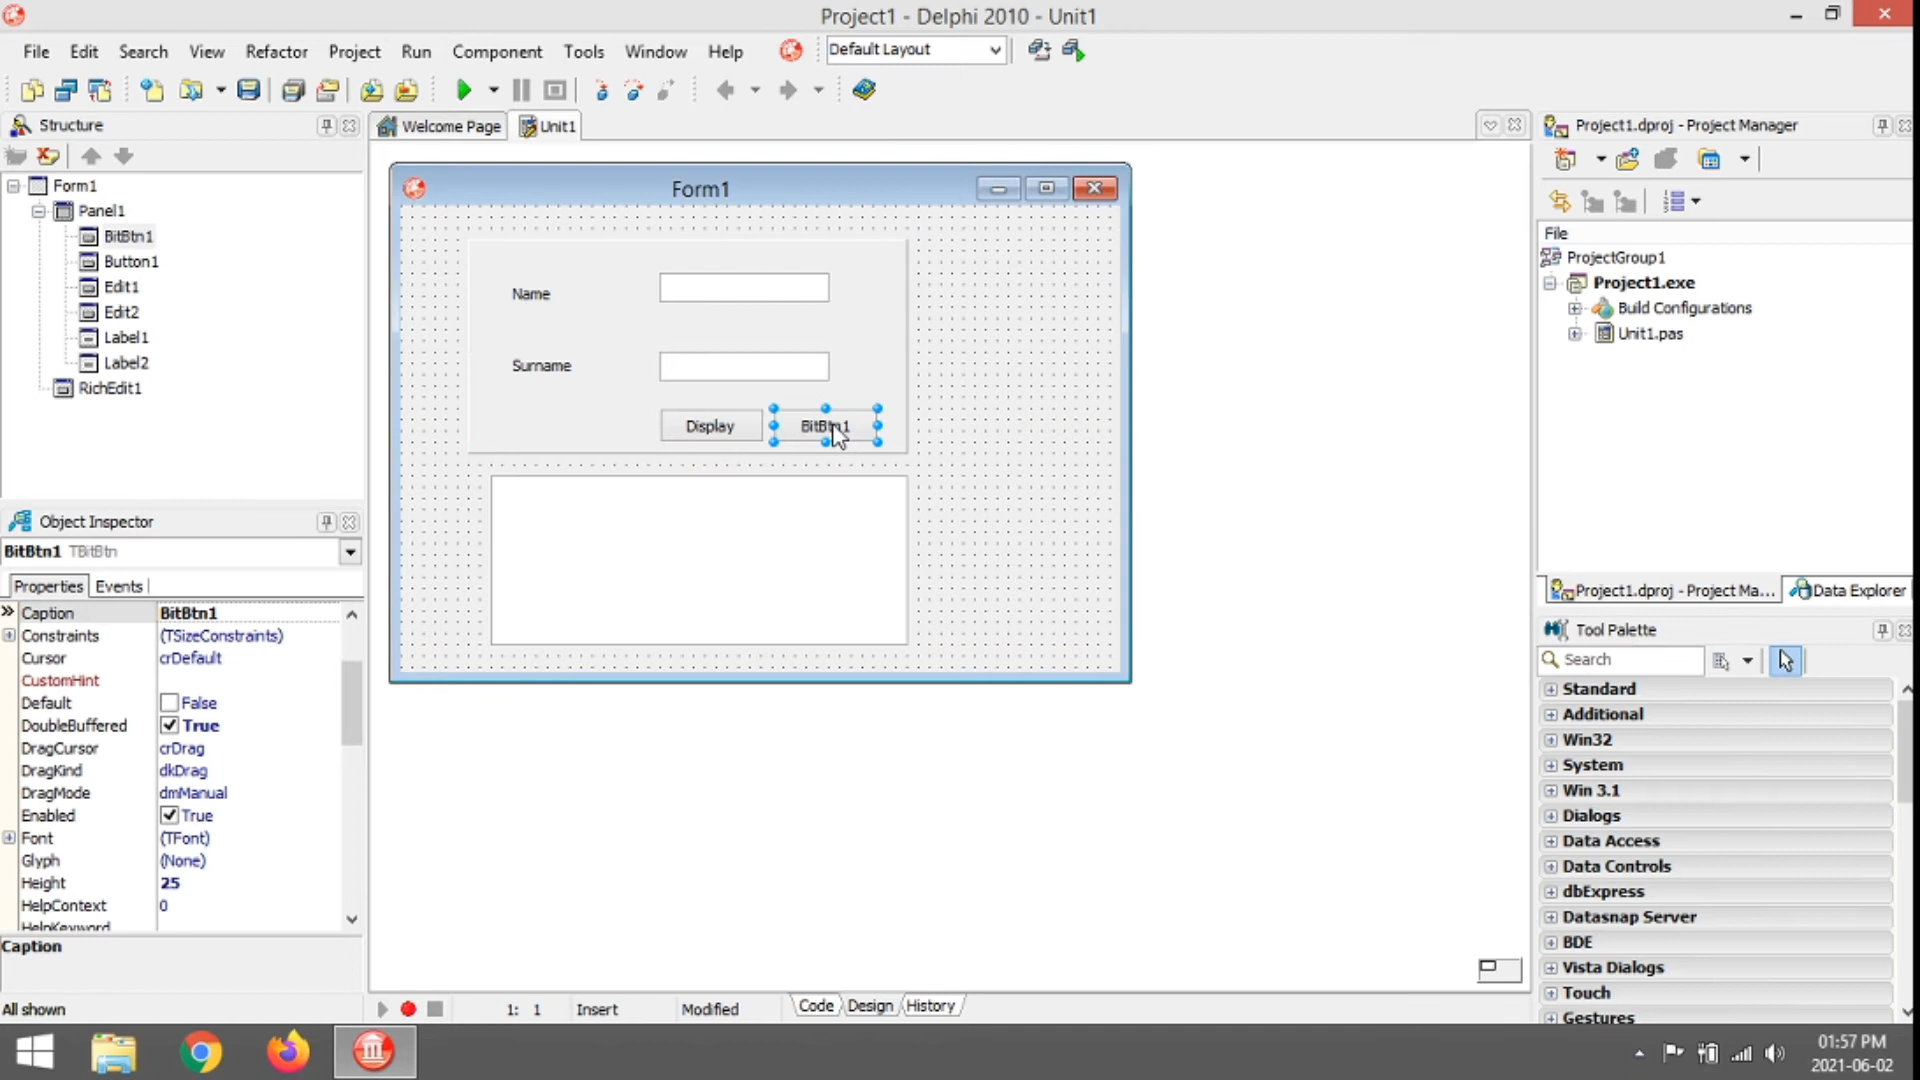 Project1 - Delphi 2010 - Unit1
File Edit Search View Refactor Project Run Component Tools Window Help Default Layout
Structure
Welcome Page Unit1
Project1.dproj - Project Manager
Form1
Panel1
BitBtn1
Button1
Edit1
Edit2
Label1
Label2
RichEdit1
Form1
Name
Surname
Display BitBtn1
File
ProjectGroup1
Project1.exe
Build Configurations
Unit1.pas
Object Inspector
BitBtn1 TBitBtn
Properties Events
Caption BitBtn1
Constraints (TSizeConstraints)
Cursor crDefault
CustomHint
Default False
DoubleBuffered True
DragCursor crDrag
DragKind dkDrag
DragMode dmManual
Enabled True
Font (TFont)
Glyph (None)
Height 25
HelpContext 0
HelpKeyword
Caption
All shown
Project1.dproj - Project Ma... Data Explorer
Tool Palette
Search
Standard
Additional
Win32
System
Win 3.1
Dialogs
Data Access
Data Controls
dbExpress
Datasnap Server
BDE
Vista Dialogs
Touch
Gestures
1: 1 Insert Modified Code Design History
01:57 PM
2021-06-02